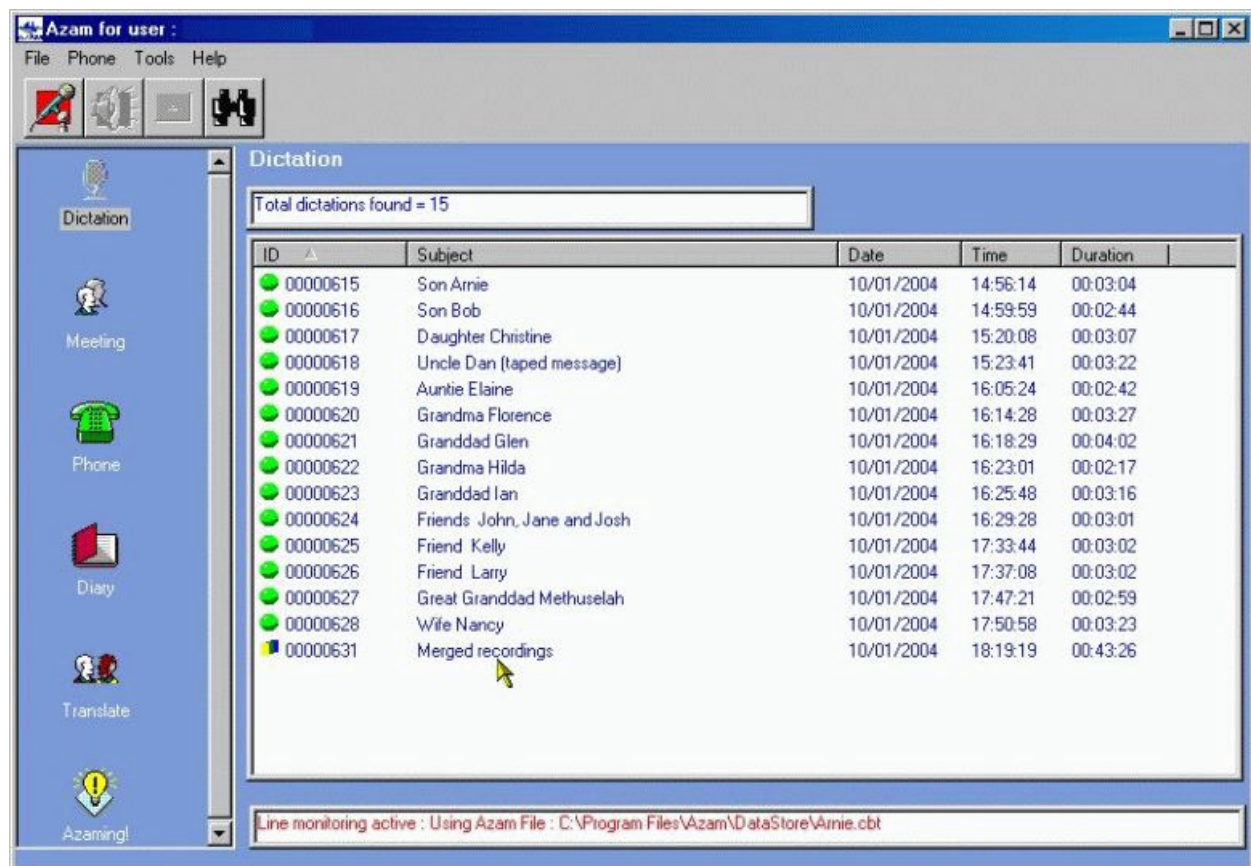 Azam for user :
File Phone Tools Help
Dictation
Total dictations found = 15
Dictation
ID Subject Date Time Duration
00000615 Son Arnie 10/01/2004 14:56:14 00:03:04
00000616 Son Bob 10/01/2004 14:59:59 00:02:44
00000617 Daughter Christine 10/01/2004 15:20:08 00:03:07
00000618 Uncle Dan (taped message) 10/01/2004 15:23:41 00:03:22
00000619 Auntie Elaine 10/01/2004 16:05:24 00:02:42
Meeting
00000620 Grandma Florence 10/01/2004 16:14:28 00:03:27
00000621 Granddad Glen 10/01/2004 16:18:29 00:04:02
00000622 Grandma Hilda 10/01/2004 16:23:01 00:02:17
Phone
00000623 Granddad Ian 10/01/2004 16:25:48 00:03:16
00000624 Friends John, Jane and Josh 10/01/2004 16:29:28 00:03:01
00000625 Friend Kelly 10/01/2004 17:33:44 00:03:02
00000626 Friend Larry 10/01/2004 17:37:08 00:03:02
Diary
00000627 Great Granddad Methuselah 10/01/2004 17:47:21 00:02:59
00000628 Wife Nancy 10/01/2004 17:50:58 00:03:23
00000631 Merged recordings 10/01/2004 18:19:19 00:43:26
Translate
Azaming!
Line monitoring active : Using Azam File : C:\Program Files\Azam\DataStore\Arnie.cbt